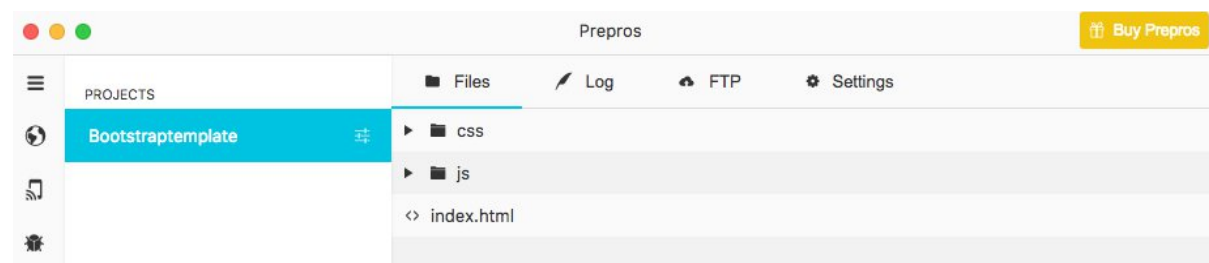 Prepros
Buy Prepros
PROJECTS
Files Log FTP Settings
Bootstraptemplate
css
js
index.html